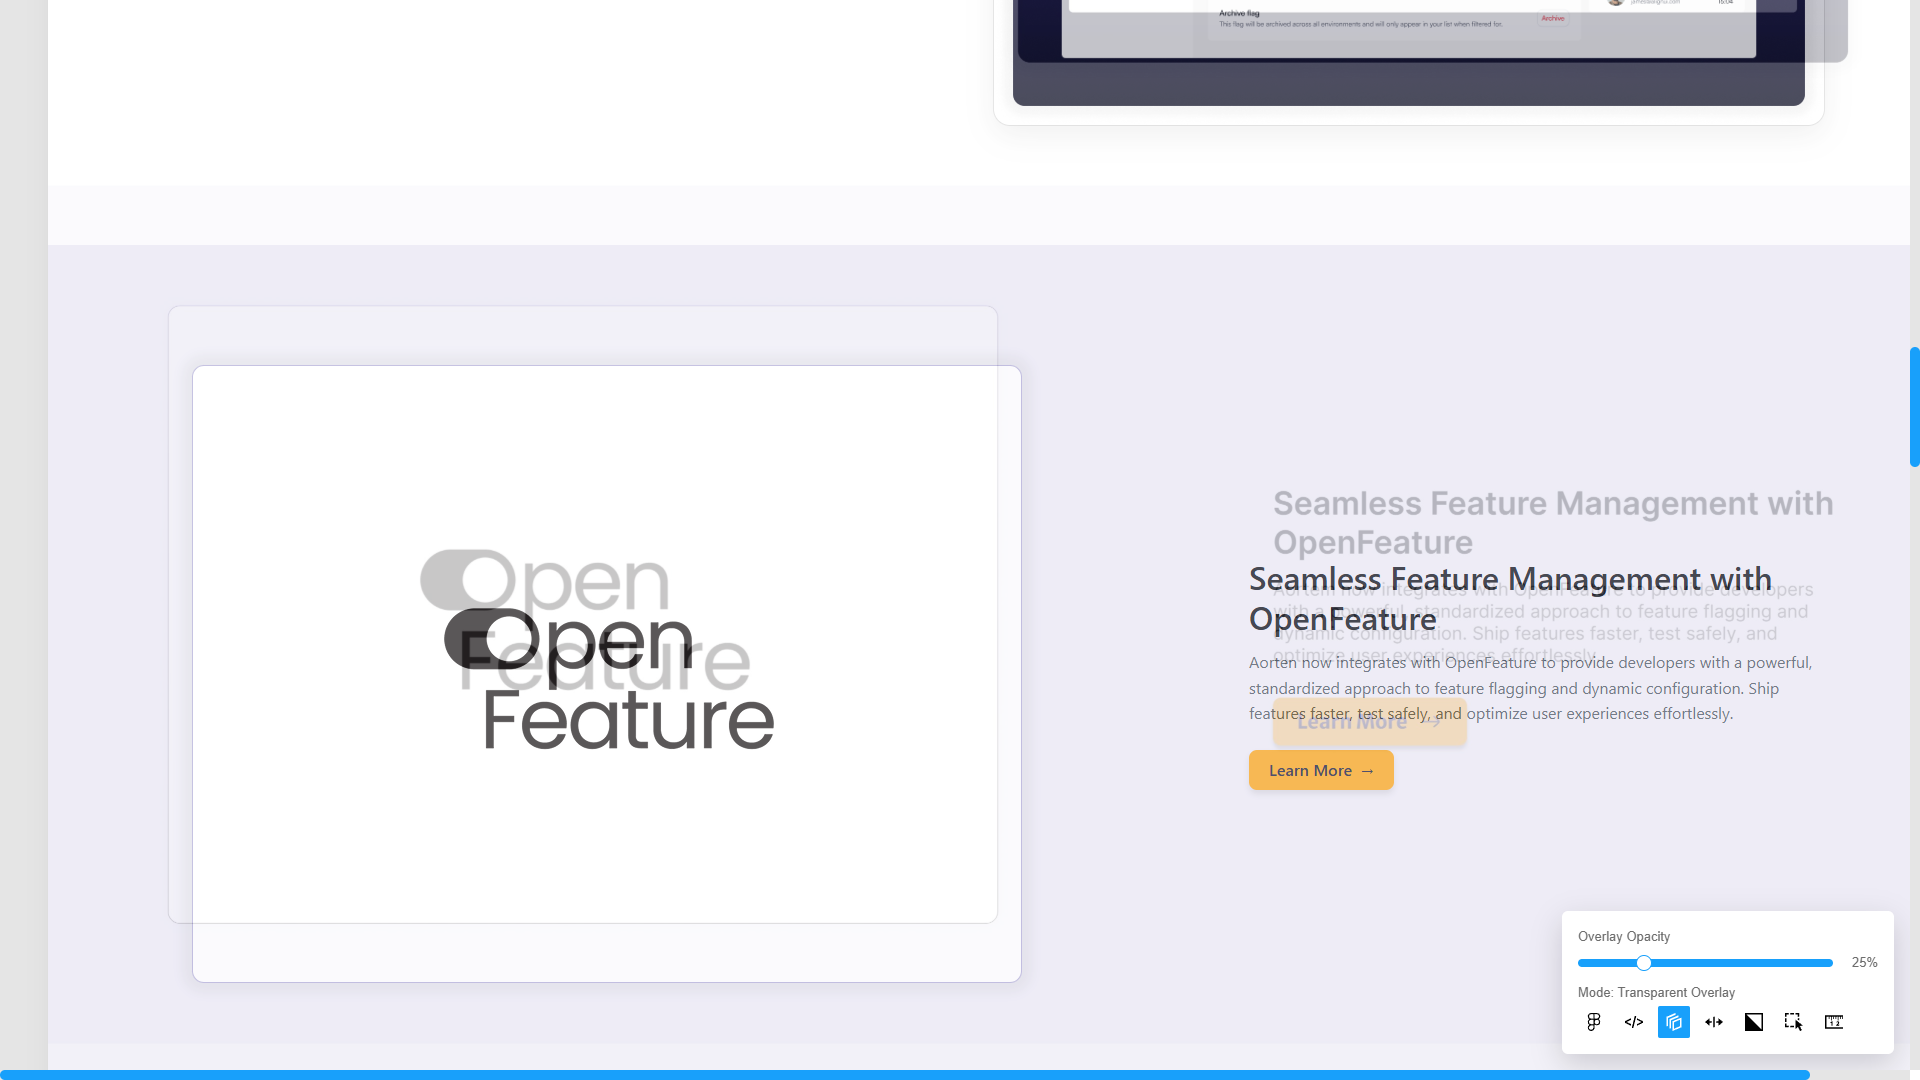 jamesdesignui.com
15:04
Archive flag
This flag will be archived across all environments and will only appear in your list when filtered for.
Archive
Open
Feature
Open
Feature
Seamless Feature Management with
OpenFeature
Aortem now integrates with OpenFeature to provide developers
with a powerful, standardized approach to feature flagging and
dynamic configuration. Ship features faster, test safely, and
optimize user experiences effortlessly.
Learn More →
Seamless Feature Management with
OpenFeature
Aorten now integrates with OpenFeature to provide developers with a powerful,
standardized approach to feature flagging and dynamic configuration. Ship
features faster, test safely, and optimize user experiences effortlessly.
Learn More →
Overlay Opacity
25%
Mode: Transparent Overlay